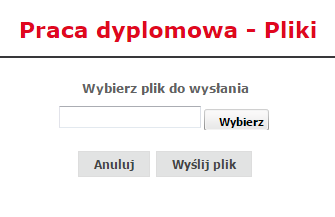 Praca dyplomowa - Pliki
Wybierz plik do wysłania
Wybierz
Anuluj Wyślij plik